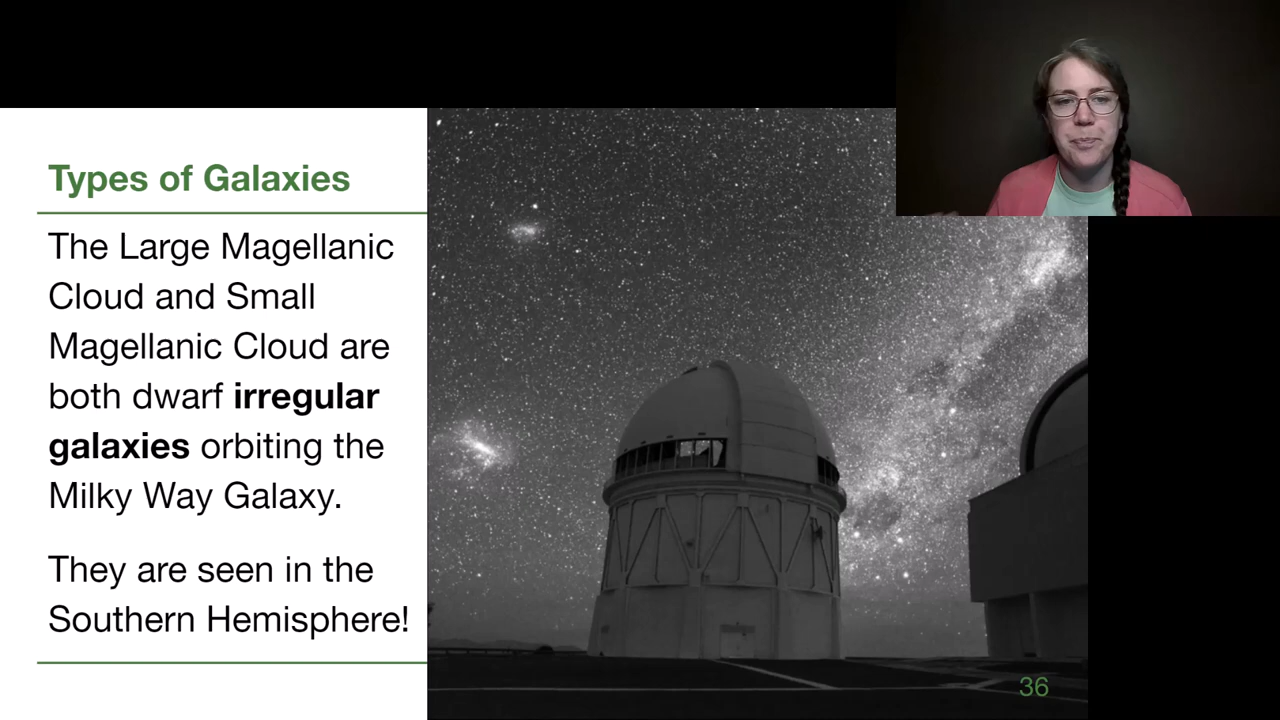 Types of Galaxies
The Large Magellanic
Cloud and Small
Magellanic Cloud are
both dwarf irregular
galaxies orbiting the
Milky Way Galaxy.
They are seen in the
Southern Hemisphere!
36